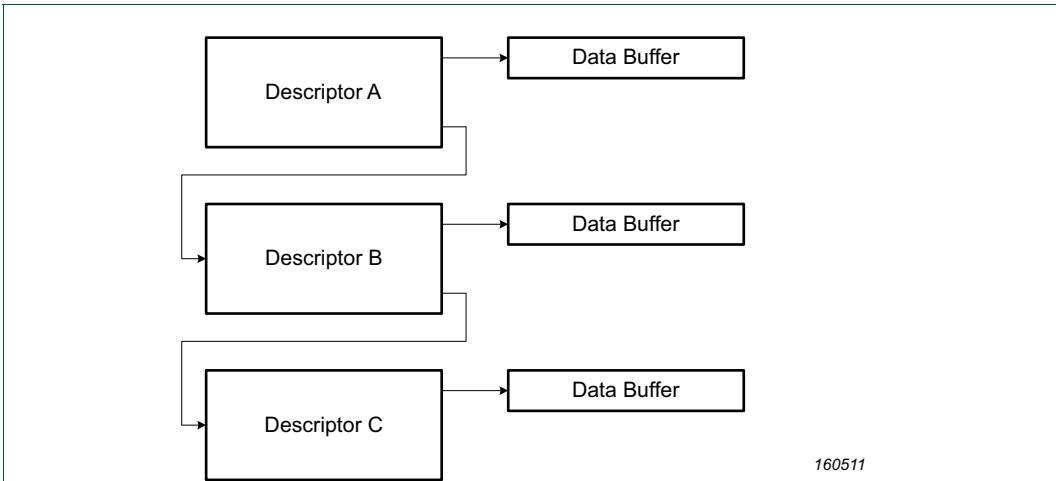 Descriptor A
Data Buffer
Descriptor B
Data Buffer
Descriptor C
Data Buffer
160511